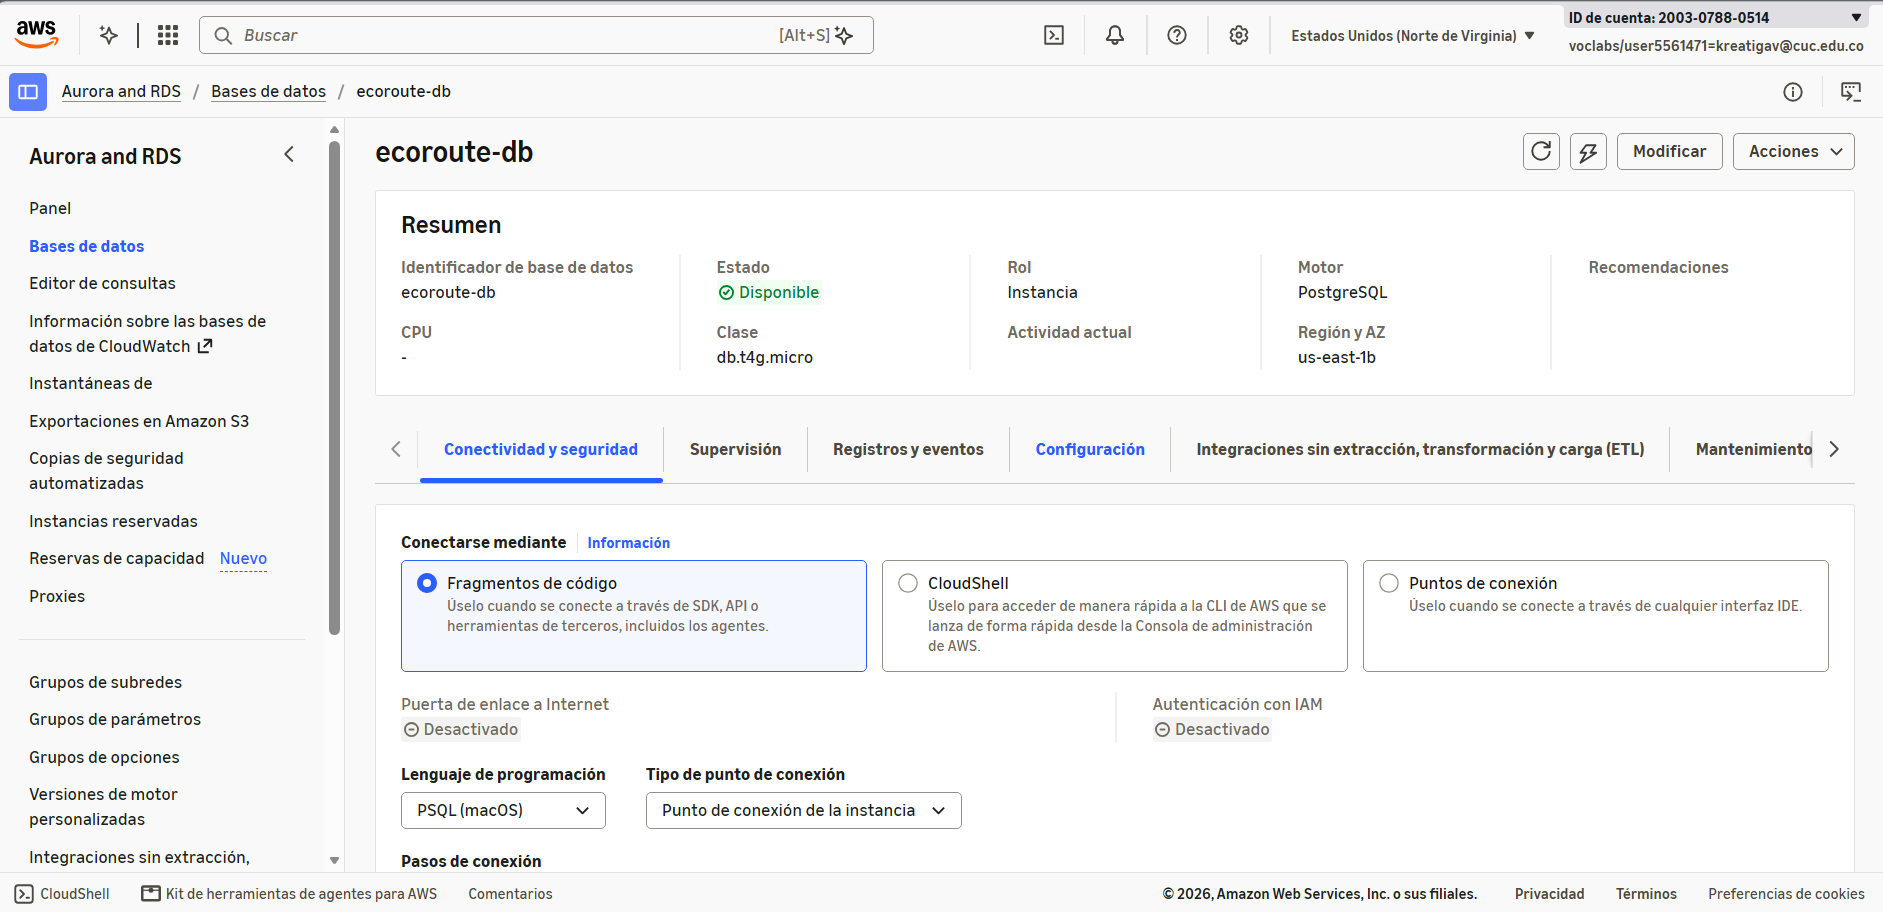 aws
Buscar
[Alt+S]
Estados Unidos (Norte de Virginia)
ID de cuenta: 2003-0788-0514
voclabs/user5561471=kreatigav@cuc.edu.co
Aurora and RDS / Bases de datos / ecoroute-db
Aurora and RDS
Panel
Bases de datos
Editor de consultas
Información sobre las bases de
datos de CloudWatch
Instantáneas de
Exportaciones en Amazon S3
Copias de seguridad
automatizadas
Instancias reservadas
Reservas de capacidad Nuevo
Proxies
Grupos de subredes
Grupos de parámetros
Grupos de opciones
Versiones de motor
personalizadas
Integraciones sin extracción,
ecoroute-db
Modificar
Acciones
Resumen
Identificador de base de datos
ecoroute-db
CPU
-
Estado
Disponible
Clase
db.t4g.micro
Rol
Instancia
Actividad actual
Motor
PostgreSQL
Región y AZ
us-east-1b
Recomendaciones
Conectividad y seguridad
Supervisión
Registros y eventos
Configuración
Integraciones sin extracción, transformación y carga (ETL)
Mantenimiento
Conectarse mediante
Información
Fragmentos de código
Úselo cuando se conecte a través de SDK, API o
herramientas de terceros, incluidos los agentes.
CloudShell
Úselo para acceder de manera rápida a la CLI de AWS que se
lanza de forma rápida desde la Consola de administración
de AWS.
Puntos de conexión
Úselo cuando se conecte a través de cualquier interfaz IDE.
Puerta de enlace a Internet
Desactivado
Autenticación con IAM
Desactivado
Lenguaje de programación
PSQL (macOS)
Tipo de punto de conexión
Punto de conexión de la instancia
Pasos de conexión
CloudShell
Kit de herramientas de agentes para AWS
Comentarios
© 2026, Amazon Web Services, Inc. o sus filiales.
Privacidad
Términos
Preferencias de cookies